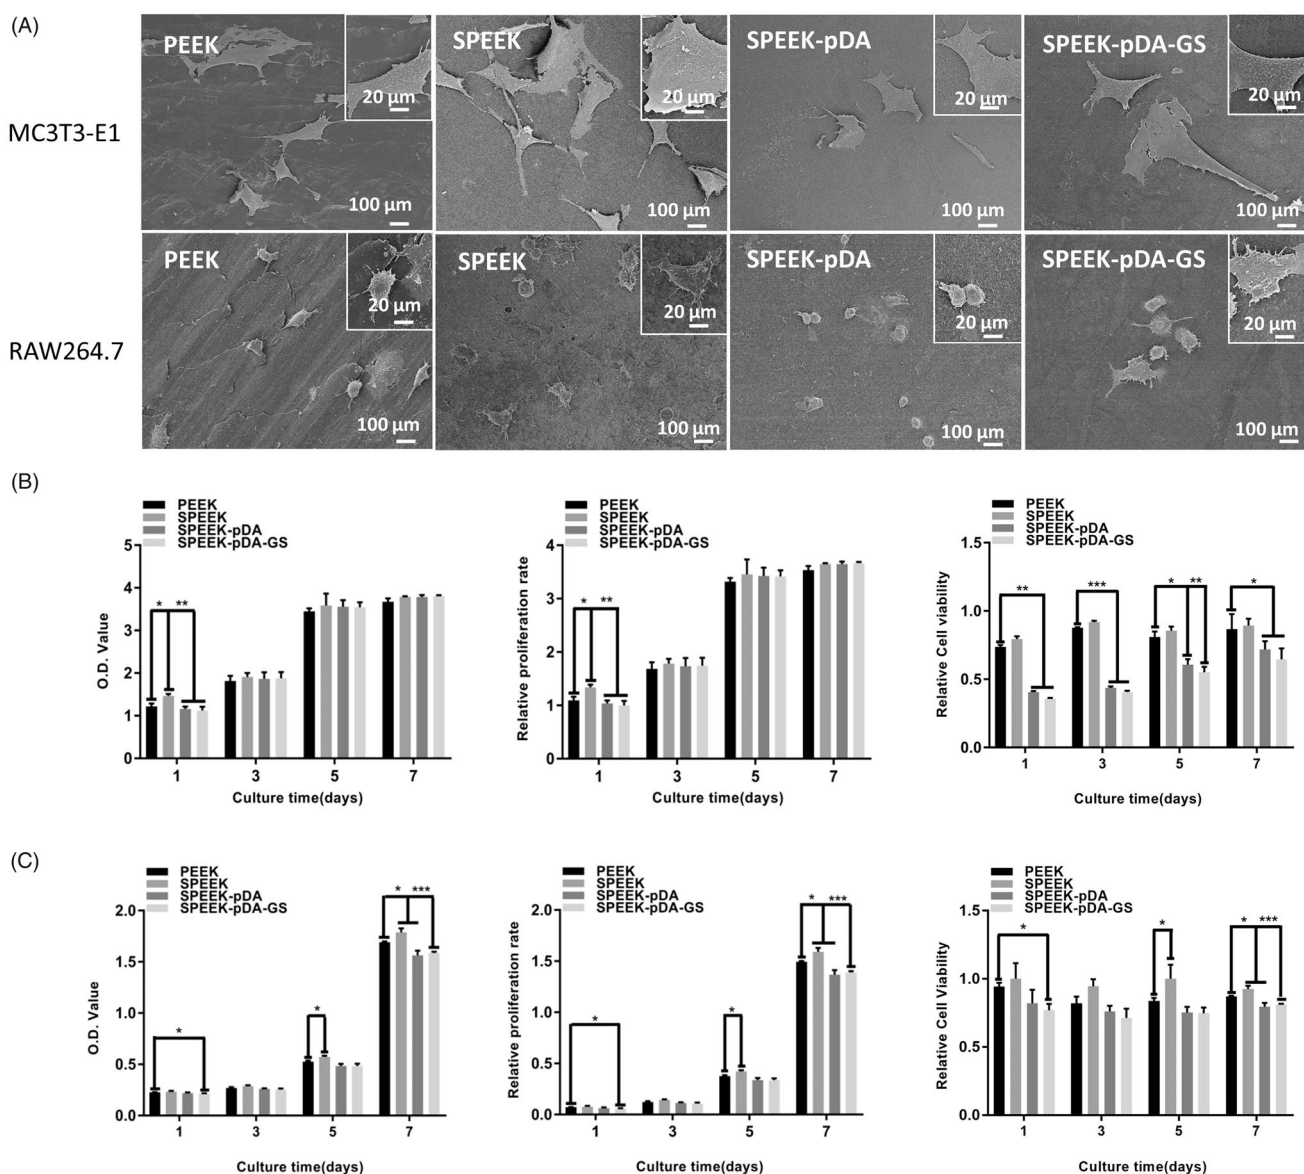 (A)
PEEK
20 μm
100 μm
SPEEK
20 μm
100 μm
SPEEK-pDA
20 μm
100 μm
SPEEK-pDA-GS
20 μm
100 μm
MC3T3-E1
PEEK
20 μm
100 μm
SPEEK
20 μm
100 μm
SPEEK-pDA
20 μm
100 μm
SPEEK-pDA-GS
20 μm
100 μm
RAW264.7
(B)
PEEK
SPEEK
SPEEK-pDA
SPEEK-pDA-GS
5
4
3
2
1
0
O.D. Value
* **
1 3 5 7
Culture time(days)
PEEK
SPEEK
SPEEK-pDA
SPEEK-pDA-GS
4
3
2
1
0
Relative proliferation rate
* **
1 3 5 7
Culture time(days)
PEEK
SPEEK
SPEEK-pDA
SPEEK-pDA-GS
1.5
1.0
0.5
0.0
Relative Cell viability
** *** * ** *
1 3 5 7
Culture time(days)
(C)
PEEK
SPEEK
SPEEK-pDA
SPEEK-pDA-GS
2.0
1.5
1.0
0.5
0.0
O.D. Value
* * * ***
1 3 5 7
Culture time(days)
PEEK
SPEEK
SPEEK-pDA
SPEEK-pDA-GS
2.0
1.5
1.0
0.5
0.0
Relative proliferation rate
* * * ***
1 3 5 7
Culture time(days)
PEEK
SPEEK
SPEEK-pDA
SPEEK-pDA-GS
1.5
1.0
0.5
0.0
Relative Cell Viability
* * * ***
1 3 5 7
Culture time(days)